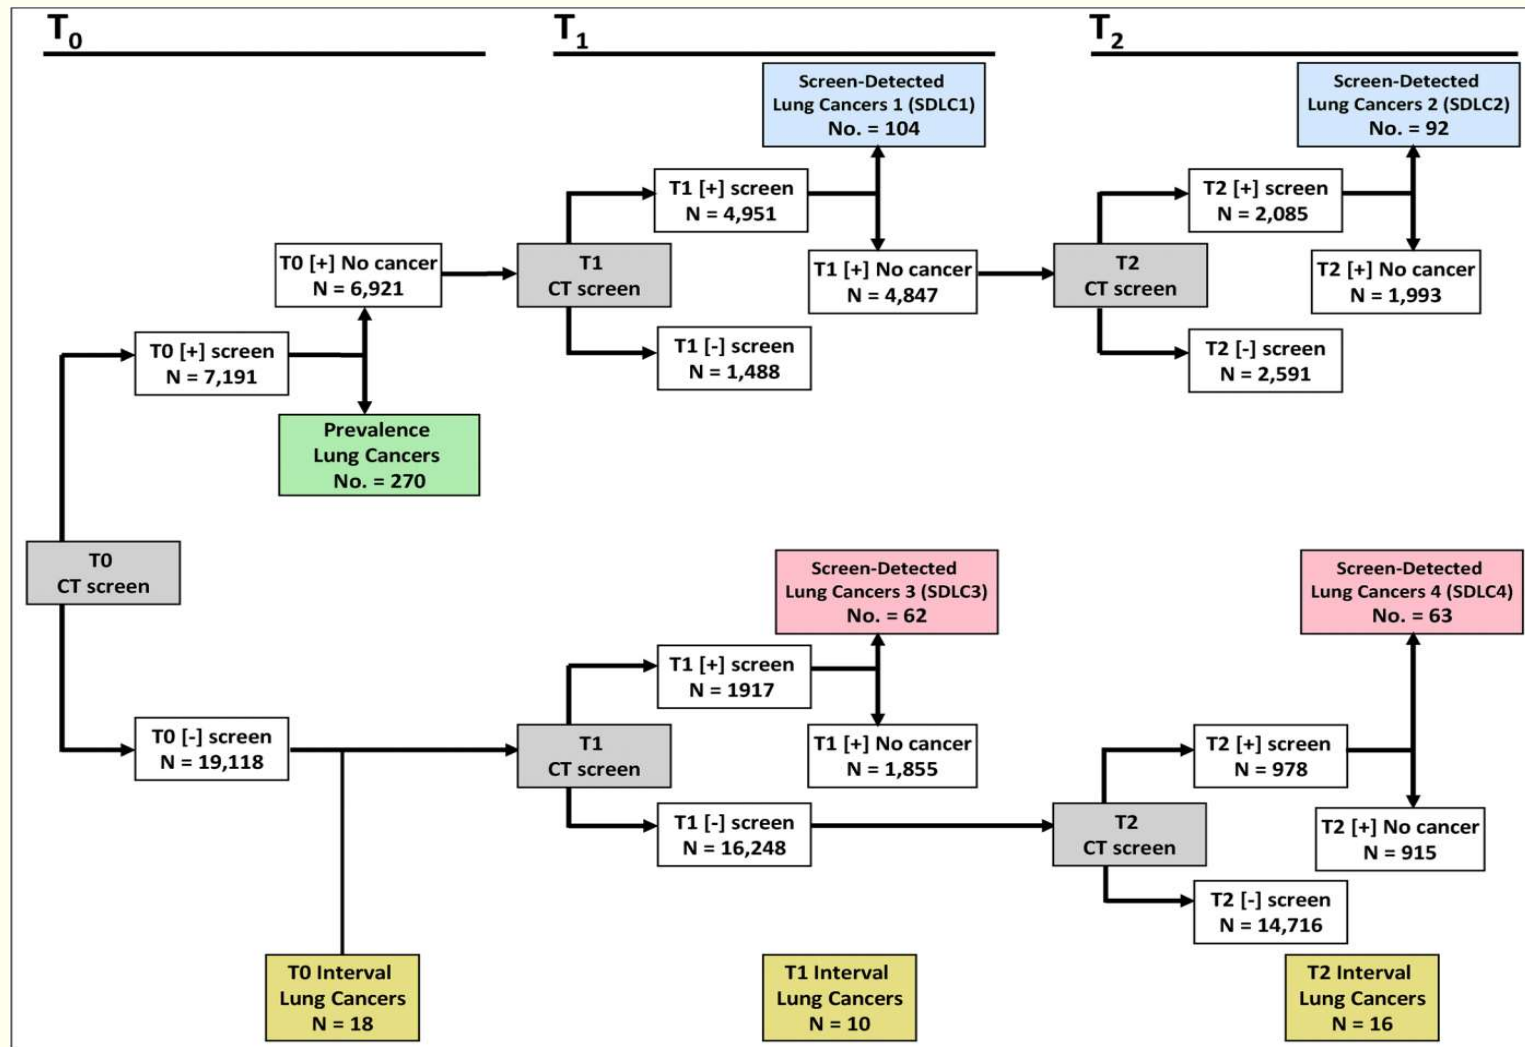 T0
T1
T2
Screen-Detected
Lung Cancers 1 (SDLC1)
No. = 104
Screen-Detected
Lung Cancers 2 (SDLC2)
No. = 92
T1 [+] screen
N = 4,951
T2 [+] screen
N = 2,085
T0 [+] No cancer
N = 6,921
T1
CT screen
T1 [+] No cancer
N = 4,847
T2
CT screen
T2 [+] No cancer
N = 1,993
T0 [+] screen
N = 7,191
T1 [-] screen
N = 1,488
T2 [-] screen
N = 2,591
Prevalence
Lung Cancers
No. = 270
T0
CT screen
Screen-Detected
Lung Cancers 3 (SDLC3)
No. = 62
Screen-Detected
Lung Cancers 4 (SDLC4)
No. = 63
T1 [+] screen
N = 1917
T0 [-] screen
N = 19,118
T1
CT screen
T1 [+] No cancer
N = 1,855
T2 [+] screen
N = 978
T1 [-] screen
N = 16,248
T2
CT screen
T2 [+] No cancer
N = 915
T2 [-] screen
N = 14,716
T0 Interval
Lung Cancers
N = 18
T1 Interval
Lung Cancers
N = 10
T2 Interval
Lung Cancers
N = 16